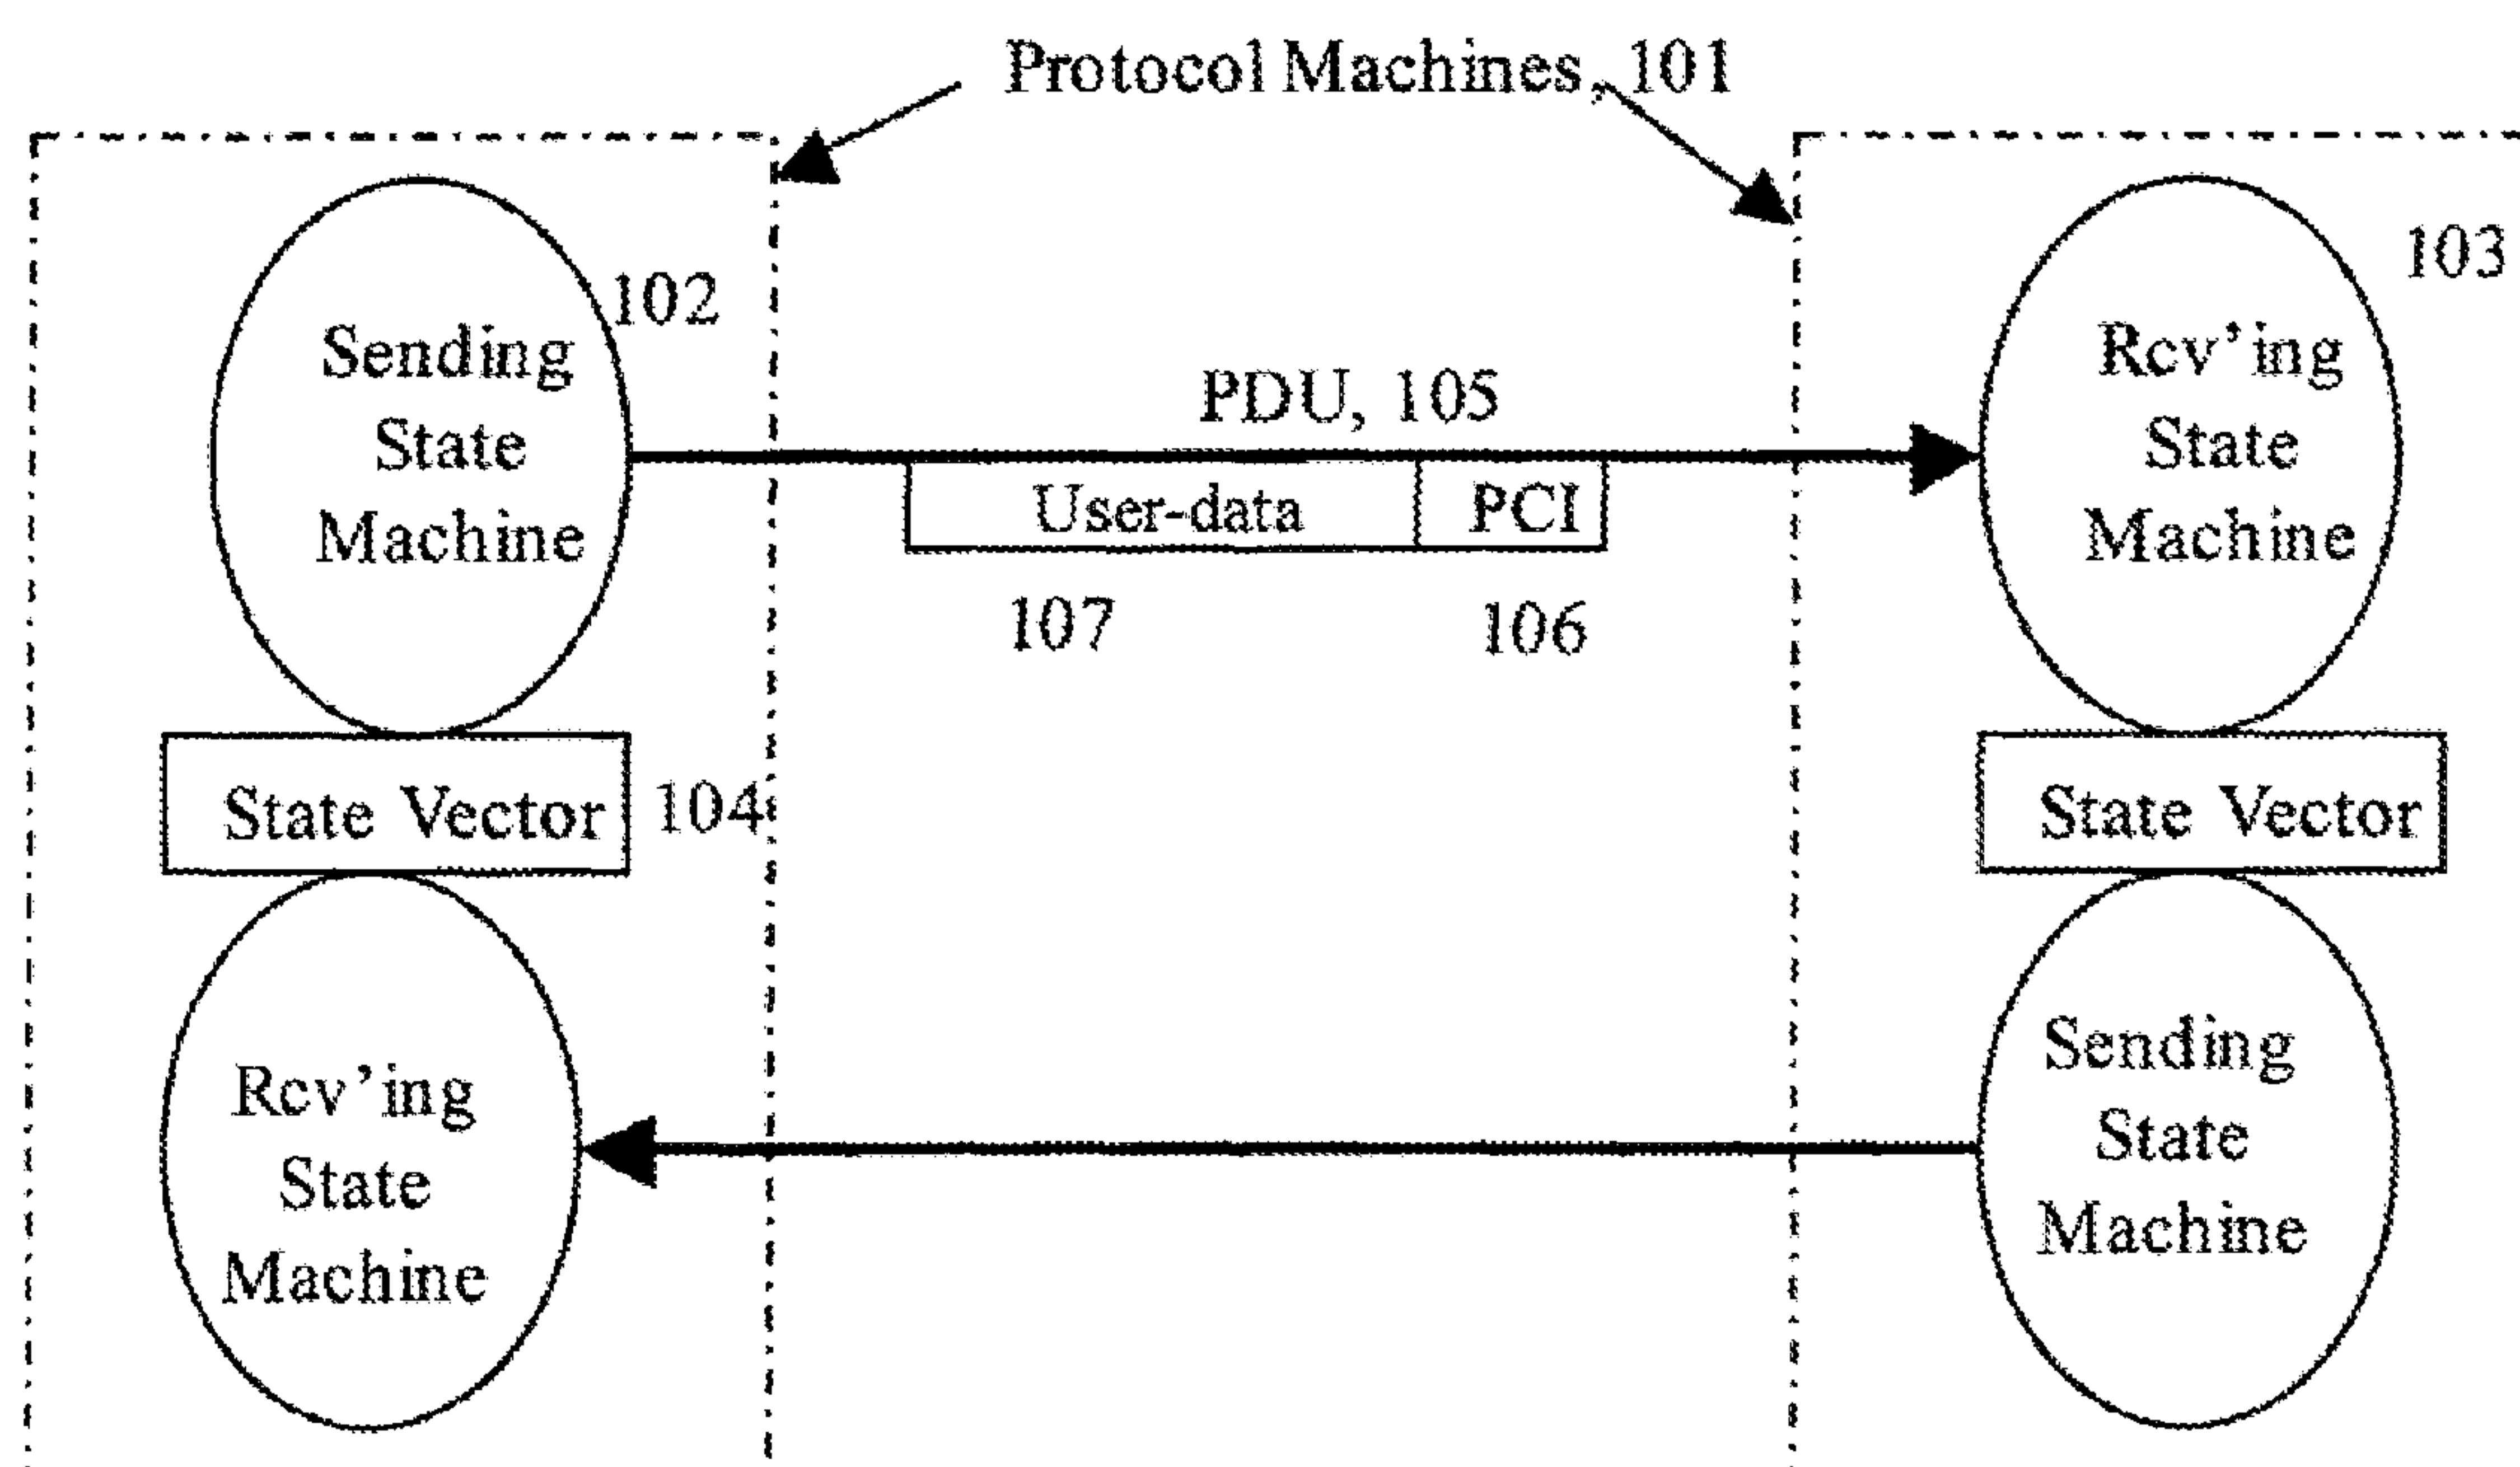 Protocol Machines, 101
102
Sending
State
Machine
103
Rcv'ing
State
Machine
PDU, 105
User-data PCI
107 106
State Vector 104
State Vector
Rcv'ing
State
Machine
Sending
State
Machine